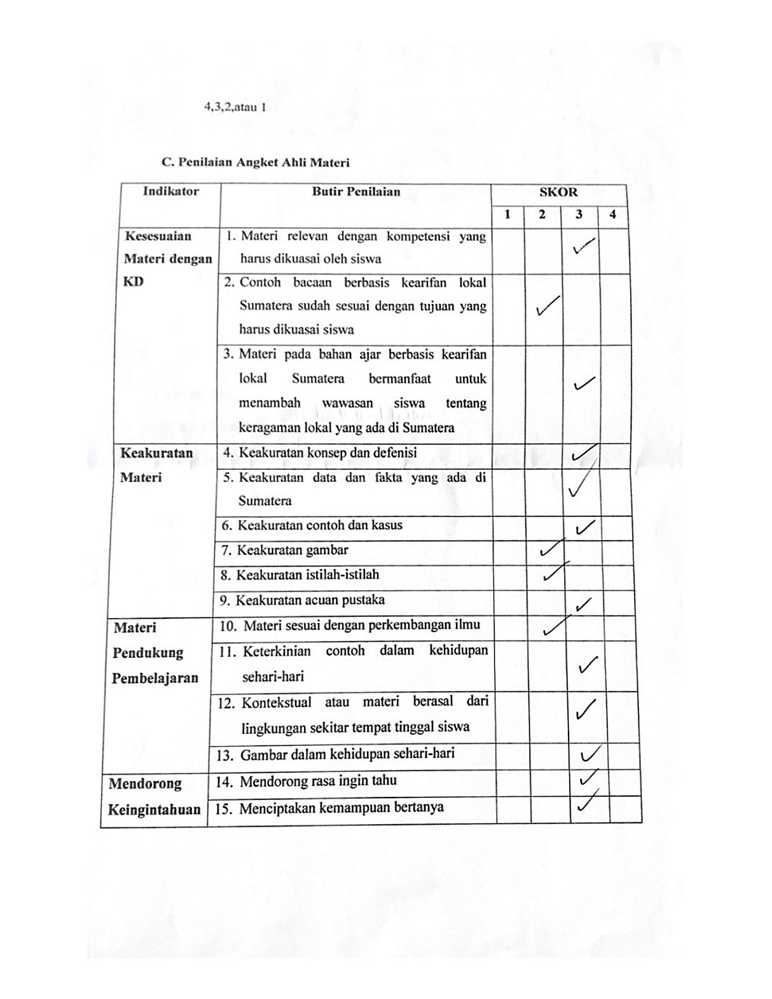 4,3,2,atau 1
C. Penilaian Angket Ahli Materi
Indikator Butir Penilaian SKOR
1 2 3 4
Kesesuaian
Materi dengan
KD
1. Materi relevan dengan kompetensi yang
harus dikuasai oleh siswa
✓
2. Contoh bacaan berbasis kearifan lokal
Sumatera sudah sesuai dengan tujuan yang
harus dikuasai siswa
✓
3. Materi pada bahan ajar berbasis kearifan
lokal Sumatera bermanfaat untuk
menambah wawasan siswa tentang
keragaman lokal yang ada di Sumatera
✓
Keakuratan
Materi
4. Keakuratan konsep dan defenisi
✓
5. Keakuratan data dan fakta yang ada di
Sumatera
✓
6. Keakuratan contoh dan kasus
✓
7. Keakuratan gambar
✓
8. Keakuratan istilah-istilah
✓
9. Keakuratan acuan pustaka
✓
Materi
Pendukung
Pembelajaran
10. Materi sesuai dengan perkembangan ilmu
✓
11. Keterkinian contoh dalam kehidupan
sehari-hari
✓
12. Kontekstual atau materi berasal dari
lingkungan sekitar tempat tinggal siswa
✓
13. Gambar dalam kehidupan sehari-hari
✓
Mendorong
Keingintahuan
14. Mendorong rasa ingin tahu
✓
15. Menciptakan kemampuan bertanya
✓